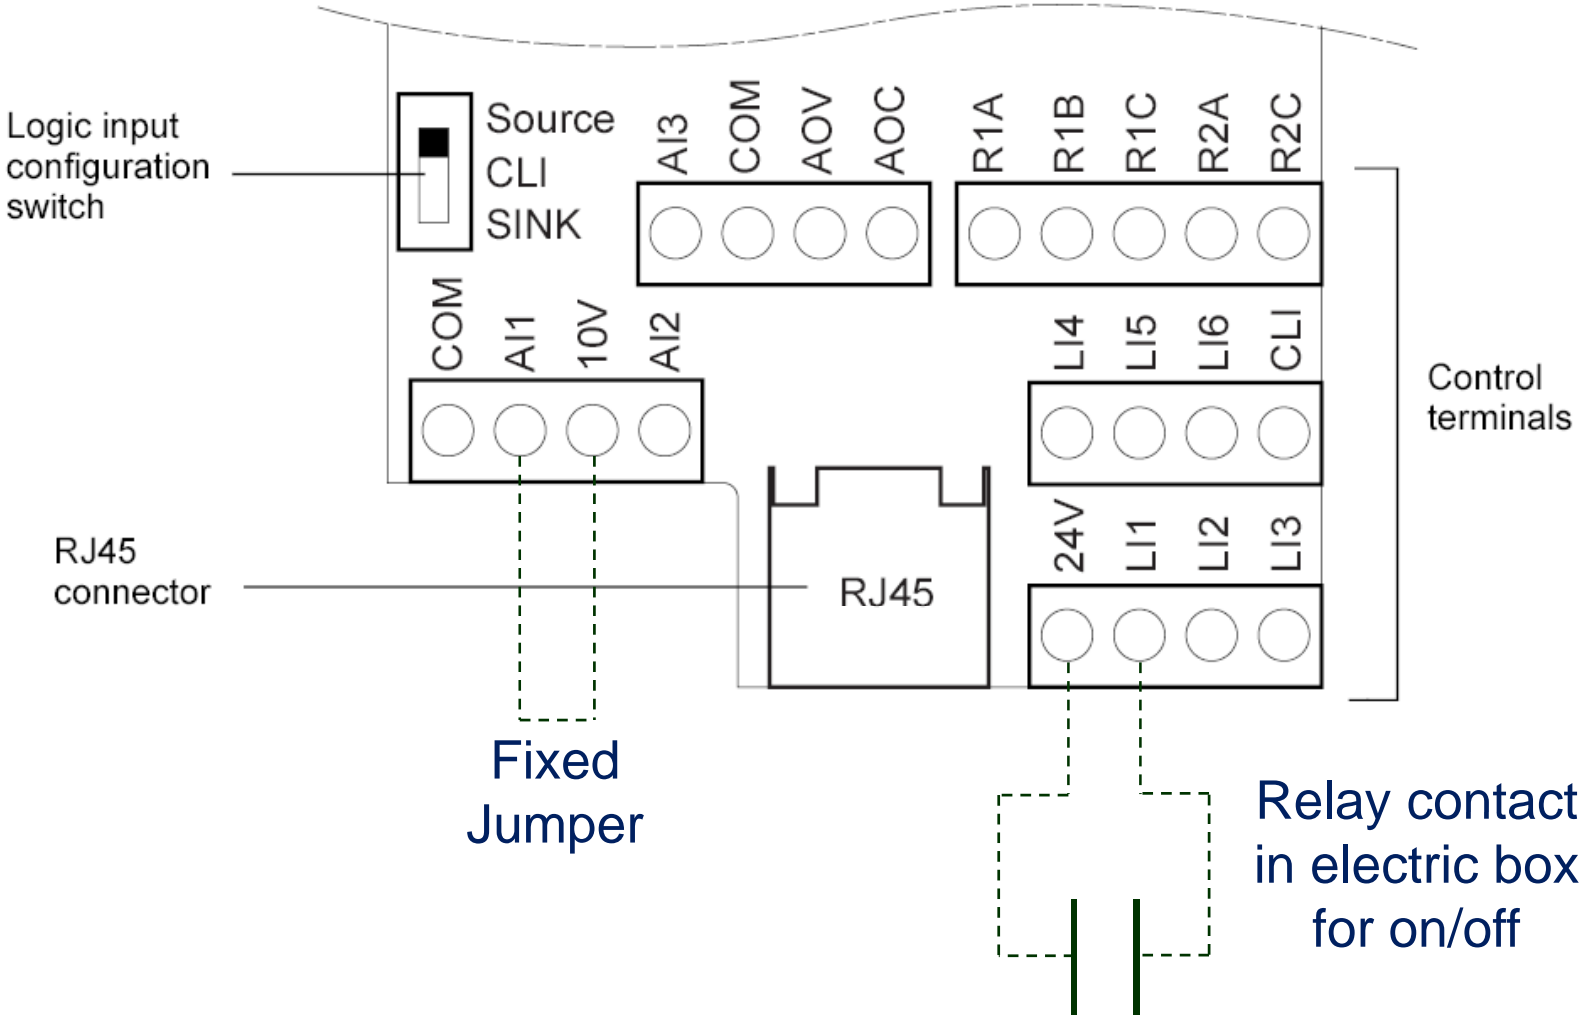 Logic input
configuration
switch
Source
CLI
SINK
AI3
COM
AOV
AOC
R1A
R1B
R1C
R2A
R2C
COM
AI1
10V
AI2
LI4
LI5
LI6
CLI
Control
terminals
24V
LI1
LI2
LI3
RJ45
connector
RJ45
Fixed
Jumper
Relay contact
in electric box
for on/off